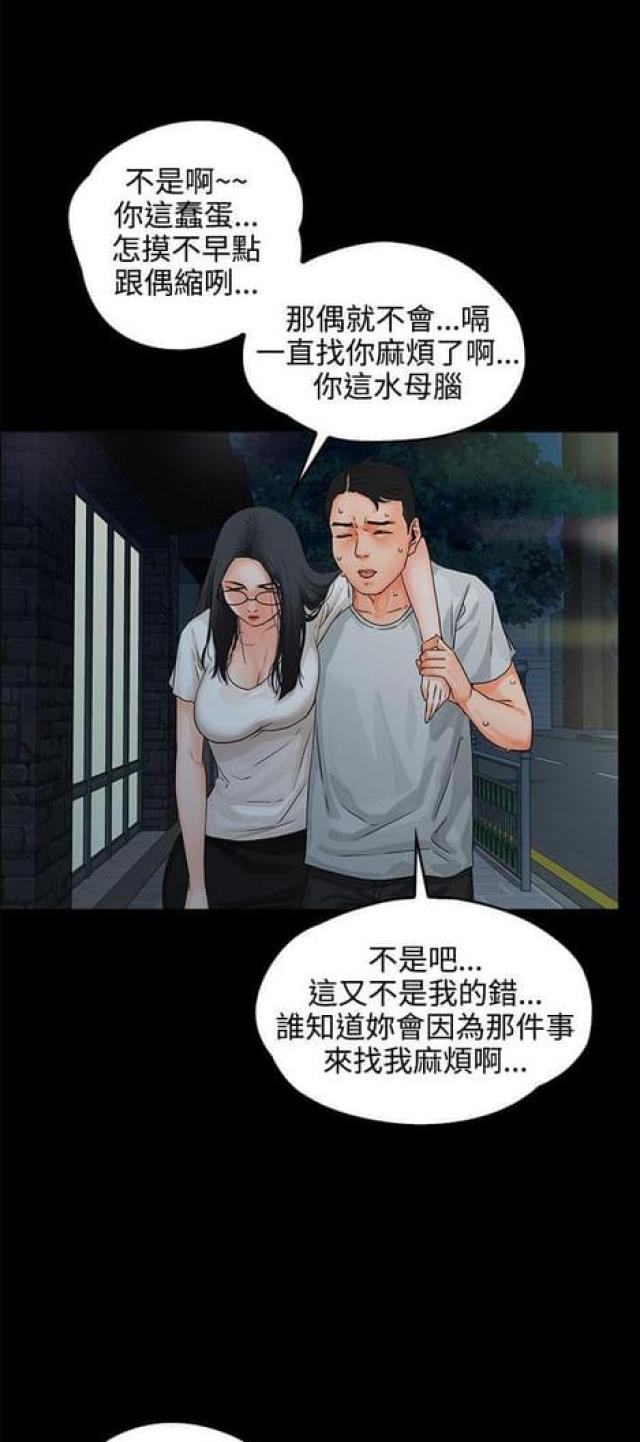 不是啊~~
你這蠢蛋...
怎摸不早點
跟偶縮咧...
那偶就不會...嗝
一直找你麻煩了啊...
你這水母腦
不是吧...
這又不是我的錯...
誰知道妳會因為那件事
來找我麻煩啊...